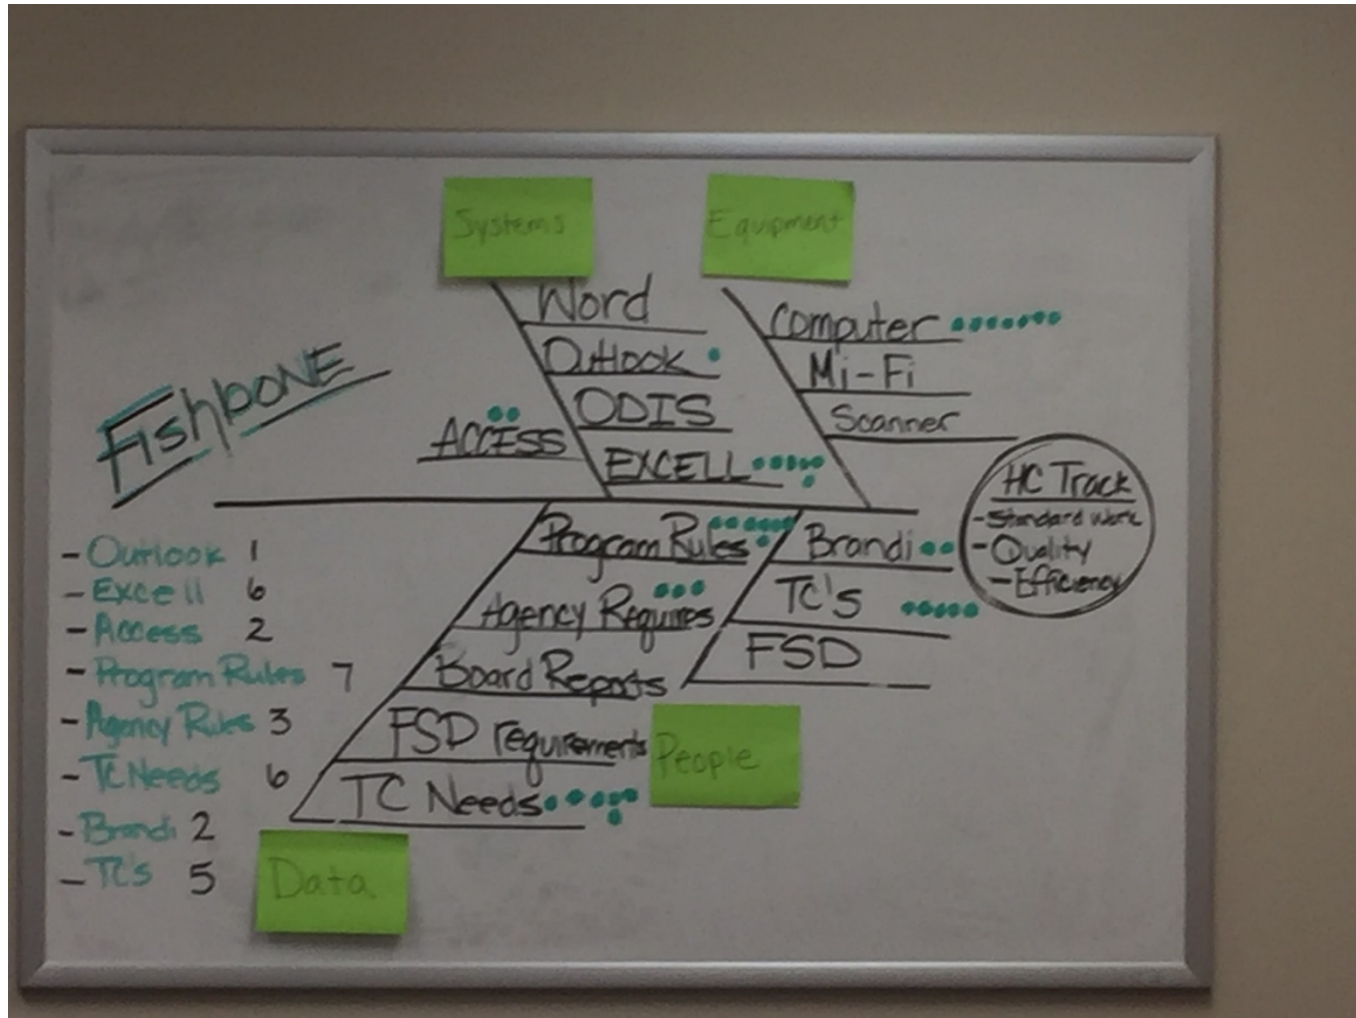 Systems
Equipment
Word
Outlook
ODIS
EXCELL
ACCESS
Computer
Mi-Fi
Scanner
FishbONE
HC Track
-Standard Work
-Quality
-Efficiency
Program Rules
Agency Requires
Board Reports
FSD requirements
TC Needs
Brandi
TC's
FSD
People
Data
- Outlook 1
- Excell 6
- Access 2
- Program Rules 7
- Agency Rules 3
- TC Needs 6
- Brandi 2
- TC's 5